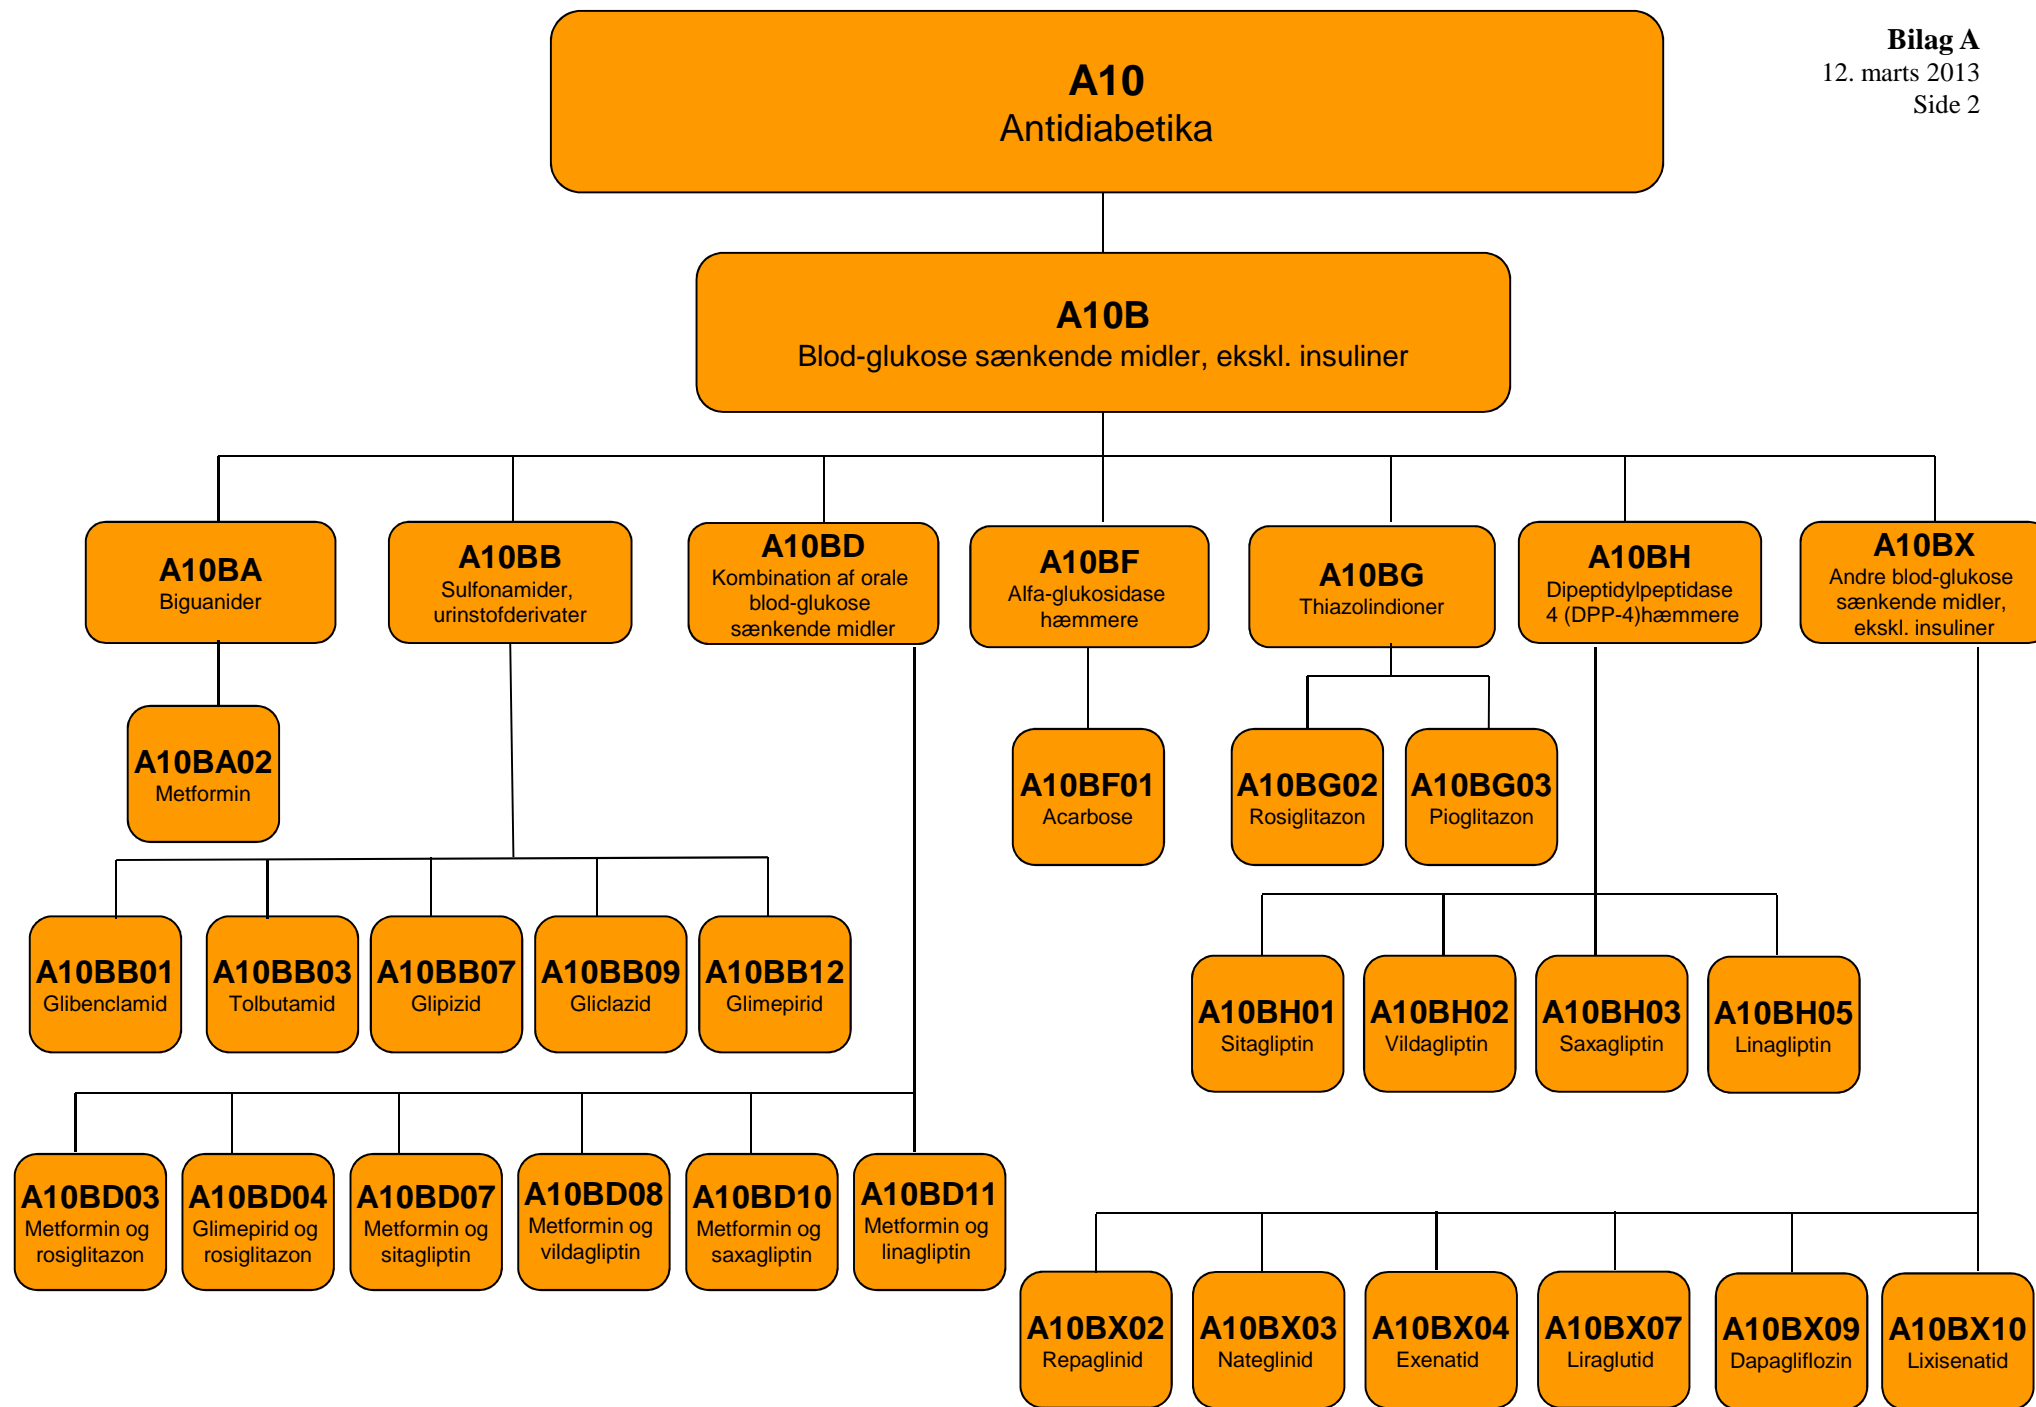 Bilag A
12. marts 2013
Side 2
A10
Antidiabetika
A10B
Blod-glukose sænkende midler, ekskl. insuliner
A10BA
Biguanider
A10BB
Sulfonamider,
urinstofderivater
A10BD
Kombination af orale
blod-glukose
sænkende midler
A10BF
Alfa-glukosidase
hæmmere
A10BG
Thiazolindioner
A10BH
Dipeptidylpeptidase
4 (DPP-4)hæmmere
A10BX
Andre blod-glukose
sænkende midler,
ekskl. insuliner
A10BA02
Metformin
A10BF01
Acarbose
A10BG02
Rosiglitazon
A10BG03
Pioglitazon
A10BB01
Glibenclamid
A10BB03
Tolbutamid
A10BB07
Glipizid
A10BB09
Gliclazid
A10BB12
Glimepirid
A10BH01
Sitagliptin
A10BH02
Vildagliptin
A10BH03
Saxagliptin
A10BH05
Linagliptin
A10BD03
Metformin og
rosiglitazon
A10BD04
Glimepirid og
rosiglitazon
A10BD07
Metformin og
sitagliptin
A10BD08
Metformin og
vildagliptin
A10BD10
Metformin og
saxagliptin
A10BD11
Metformin og
linagliptin
A10BX02
Repaglinid
A10BX03
Nateglinid
A10BX04
Exenatid
A10BX07
Liraglutid
A10BX09
Dapagliflozin
A10BX10
Lixisenatid